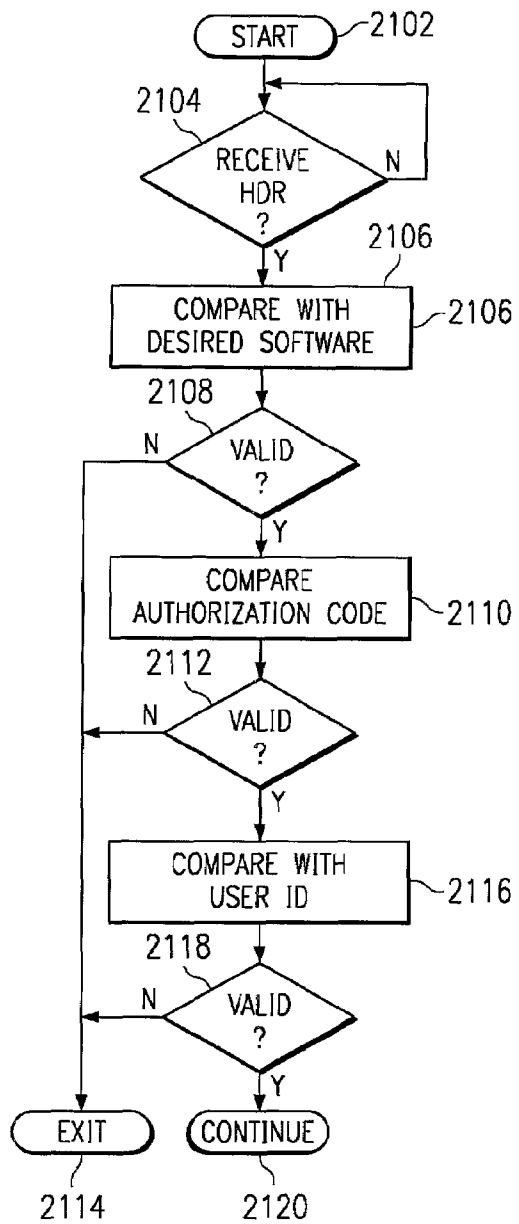 START
2102
2104
RECEIVE
HDR
?
N
Y
2106
COMPARE WITH
DESIRED SOFTWARE
2106
2108
N
VALID
?
Y
COMPARE
AUTHORIZATION CODE
2110
2112
N
VALID
?
Y
COMPARE WITH
USER ID
2116
2118
N
VALID
?
Y
EXIT
CONTINUE
2114
2120